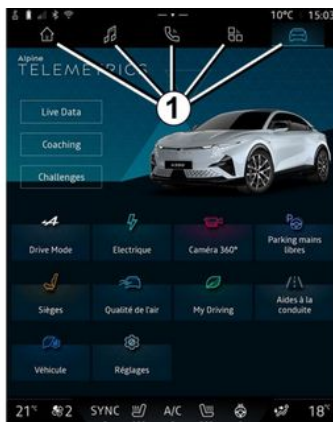 10°C 15:03
Alpine
TELEMETRICS
1
Live Data
Coaching
Challenges
Drive Mode
Electrique
Caméra 360°
Parking mains
libres
Sièges
Qualité de l'air
My Driving
Aides à la
conduite
Véhicule
Réglages
21°c 2 SYNC A/C 18°